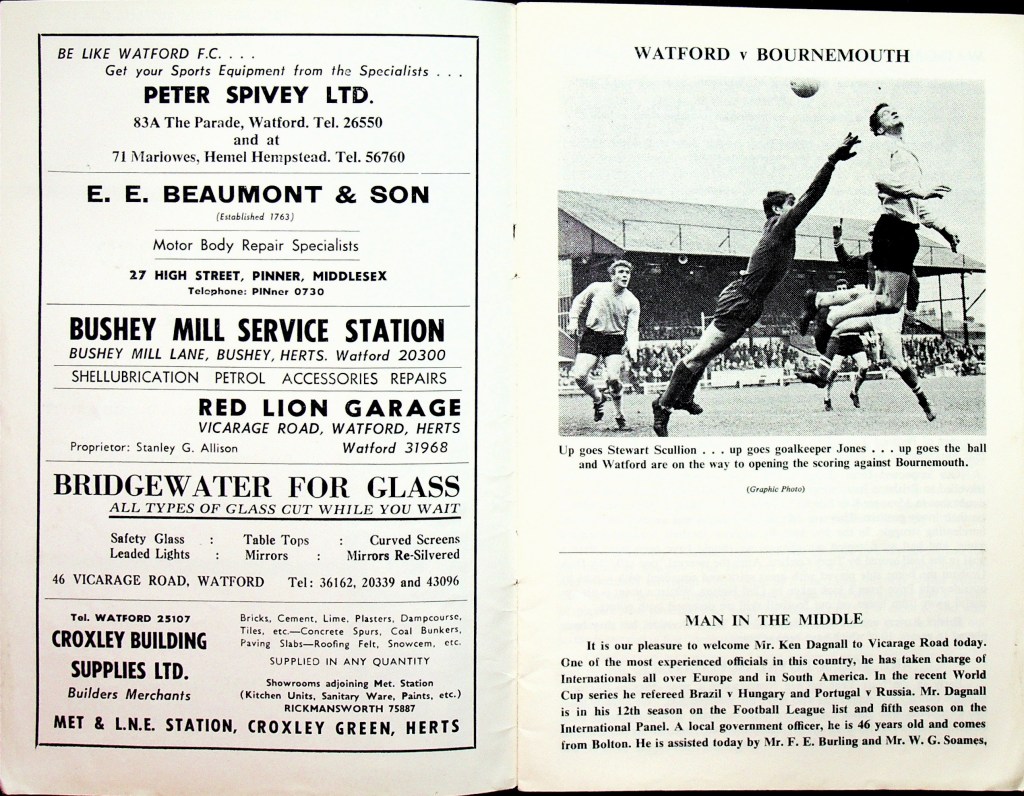 BE LIKE WATFORD F.C. . . .
Get your Sports Equipment from the Specialists . . .
PETER SPIVEY LTD.
83A The Parade, Watford. Tel. 26550
and at
71 Marlowes, Hemel Hempstead. Tel. 56760
E. E. BEAUMONT & SON
(Established 1763)
Motor Body Repair Specialists
27 HIGH STREET, PINNER, MIDDLESEX
Telephone: PINner 0730
BUSHEY MILL SERVICE STATION
BUSHEY MILL LANE, BUSHEY, HERTS. Watford 20300
SHELLUBRICATION PETROL ACCESSORIES REPAIRS
RED LION GARAGE
VICARAGE ROAD, WATFORD, HERTS
Proprietor: Stanley G. Allison Watford 31968
BRIDGEWATER FOR GLASS
ALL TYPES OF GLASS CUT WHILE YOU WAIT
Safety Glass : Table Tops : Curved Screens
Leaded Lights : Mirrors : Mirrors Re-Silvered
46 VICARAGE ROAD, WATFORD Tel: 36162, 20339 and 43096
Tel. WATFORD 25107
CROXLEY BUILDING
SUPPLIES LTD.
Builders Merchants
Bricks, Cement, Lime, Plasters, Dampcourse,
Tiles, etc.—Concrete Spurs, Coal Bunkers,
Paving Slabs—Roofing Felt, Snowcem, etc.
SUPPLIED IN ANY QUANTITY
Showrooms adjoining Met. Station
(Kitchen Units, Sanitary Ware, Paints, etc.)
RICKMANSWORTH 75887
MET & L.N.E. STATION, CROXLEY GREEN, HERTS
WATFORD v BOURNEMOUTH
Up goes Stewart Scullion . . . up goes goalkeeper Jones . . . up goes the ball
and Watford are on the way to opening the scoring against Bournemouth.
(Graphic Photo)
MAN IN THE MIDDLE
It is our pleasure to welcome Mr. Ken Dagnall to Vicarage Road today.
One of the most experienced officials in this country, he has taken charge of
Internationals all over Europe and in South America. In the recent World
Cup series he refereed Brazil v Hungary and Portugal v Russia. Mr. Dagnall
is in his 12th season on the Football League list and fifth season on the
International Panel. A local government officer, he is 46 years old and comes
from Bolton. He is assisted today by Mr. F. E. Burling and Mr. W. G. Soames,